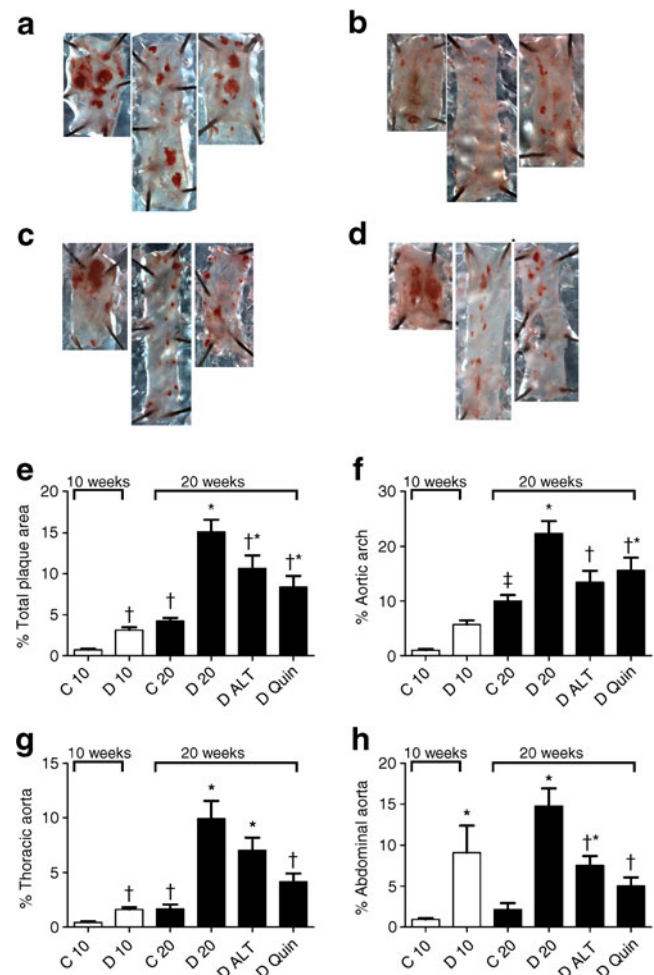 a
b
c
d
e
f
10 weeks 20 weeks
10 weeks 20 weeks
% Total plaque area
20
15
10
5
0
† † * †* †*
C 10 D 10 C 20 D 20 D ALT D Quin
% Aortic arch
30
20
10
0
‡ * † †*
C 10 D 10 C 20 D 20 D ALT D Quin
g
h
10 weeks 20 weeks
10 weeks 20 weeks
% Thoracic aorta
15
10
5
0
† † * * †
C 10 D 10 C 20 D 20 D ALT D Quin
% Abdominal aorta
20
15
10
5
0
* * †* †
C 10 D 10 C 20 D 20 D ALT D Quin